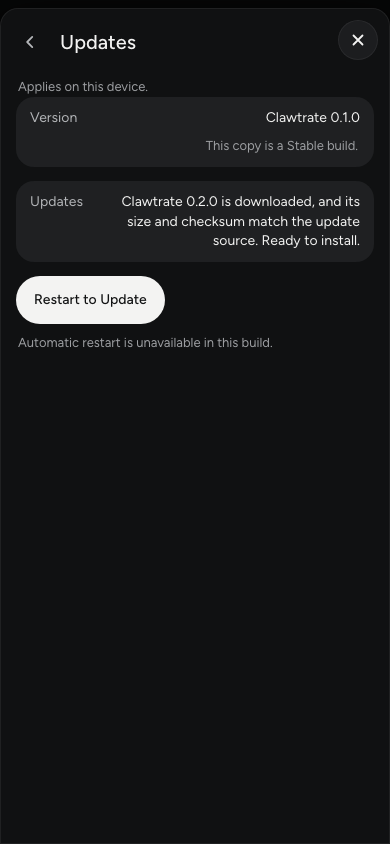 Updates
Applies on this device.
Version
Clawtrate 0.1.0
This copy is a Stable build.
Updates
Clawtrate 0.2.0 is downloaded, and its
size and checksum match the update
source. Ready to install.
Restart to Update
Automatic restart is unavailable in this build.